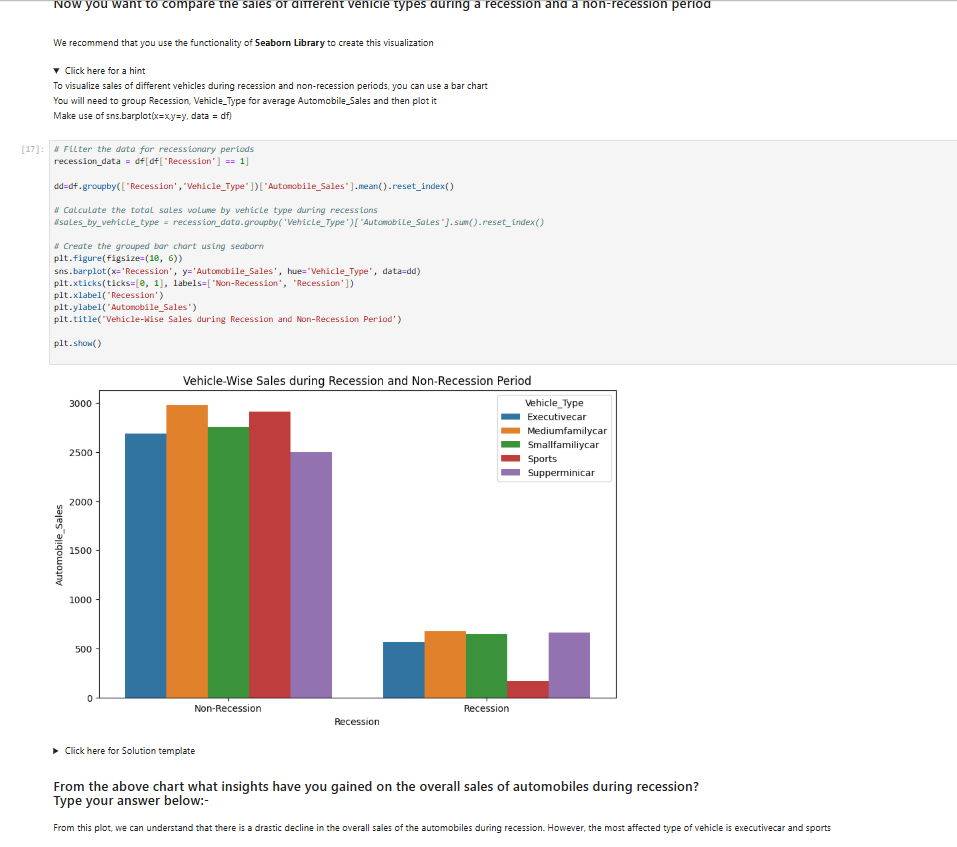 Now you want to compare the sales of different vehicle types during a recession and a non-recession period
We recommend that you use the functionality of Seaborn Library to create this visualization
▼ Click here for a hint
To visualize sales of different vehicles during recession and non-recession periods, you can use a bar chart
You will need to group Recession, Vehicle_Type for average Automobile_Sales and then plot it
Make use of sns.barplot(x=x,y=y, data = df)
[17]:
# Filter the data for recessionary periods
recession_data = df[df['Recession'] == 1]
dd=df.groupby(['Recession','Vehicle_Type'])['Automobile_Sales'].mean().reset_index()
# Calculate the total sales volume by vehicle type during recessions
#sales_by_vehicle_type = recession_data.groupby('Vehicle_Type')['Automobile_Sales'].sum().reset_index()
# Create the grouped bar chart using seaborn
plt.figure(figsize=(10, 6))
sns.barplot(x='Recession', y='Automobile_Sales', hue='Vehicle_Type', data=dd)
plt.xticks(ticks=[0, 1], labels=['Non-Recession', 'Recession'])
plt.xlabel('Recession')
plt.ylabel('Automobile_Sales')
plt.title('Vehicle-Wise Sales during Recession and Non-Recession Period')
plt.show()
Vehicle-Wise Sales during Recession and Non-Recession Period
3000
2500
2000
1500
1000
500
0
Automobile_Sales
Vehicle_Type
Executivecar
Mediumfamilycar
Smallfamiliycar
Sports
Supperminicar
Non-Recession
Recession
Recession
▶ Click here for Solution template
From the above chart what insights have you gained on the overall sales of automobiles during recession?
Type your answer below:-
From this plot, we can understand that there is a drastic decline in the overall sales of the automobiles during recession. However, the most affected type of vehicle is executivecar and sports